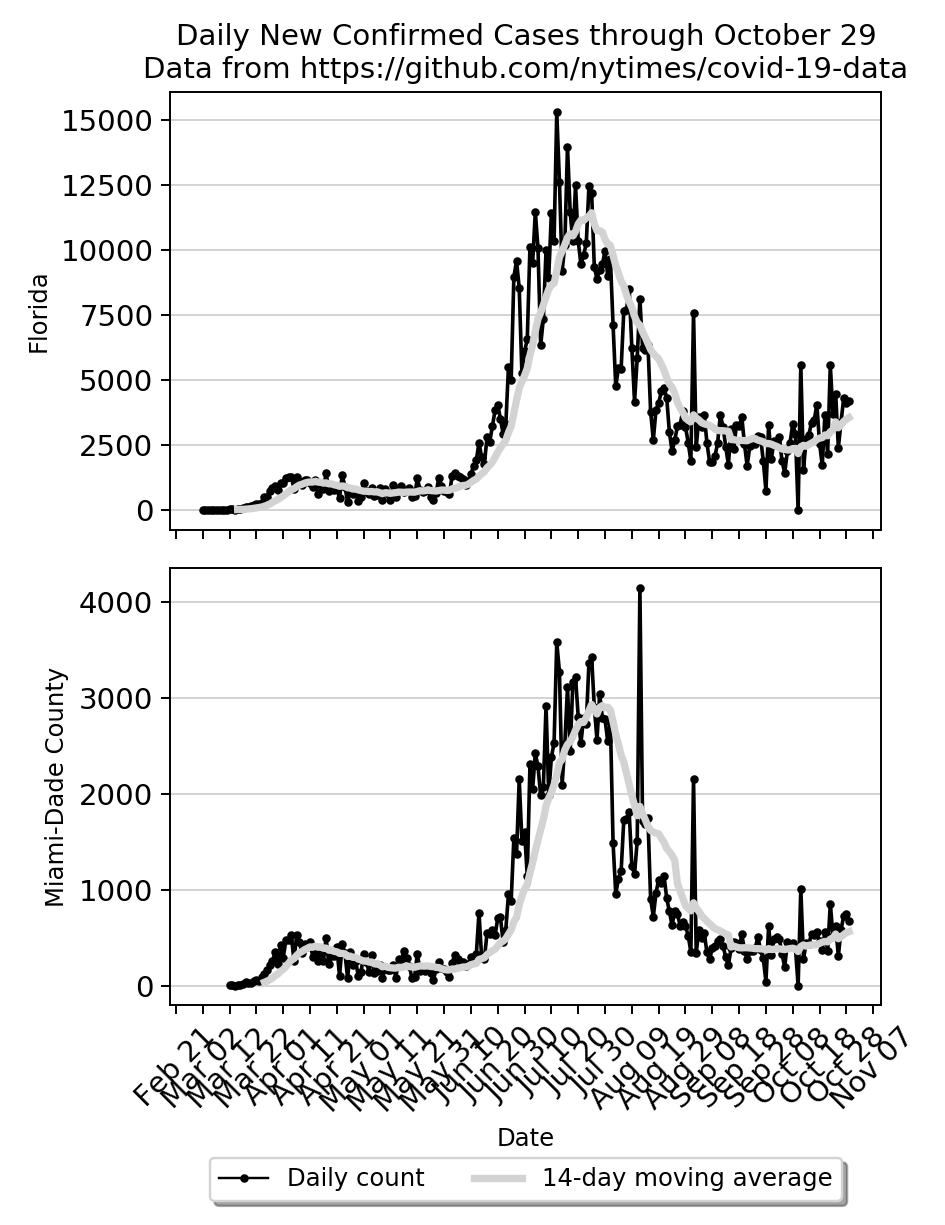 Daily New Confirmed Cases through October 29
Data from https://github.com/nytimes/covid-19-data
15000
12500
10000
7500
5000
2500
0
Florida
4000
3000
2000
1000
0
Miami-Dade County
Feb 21
Mar 02
Mar 12
Mar 22
Apr 01
Apr 11
Apr 21
May 01
May 11
May 21
May 31
Jun 10
Jun 20
Jun 30
Jul 10
Jul 20
Jul 30
Aug 09
Aug 19
Aug 29
Sep 08
Sep 18
Sep 28
Oct 08
Oct 18
Oct 28
Nov 07
Date
Daily count
14-day moving average